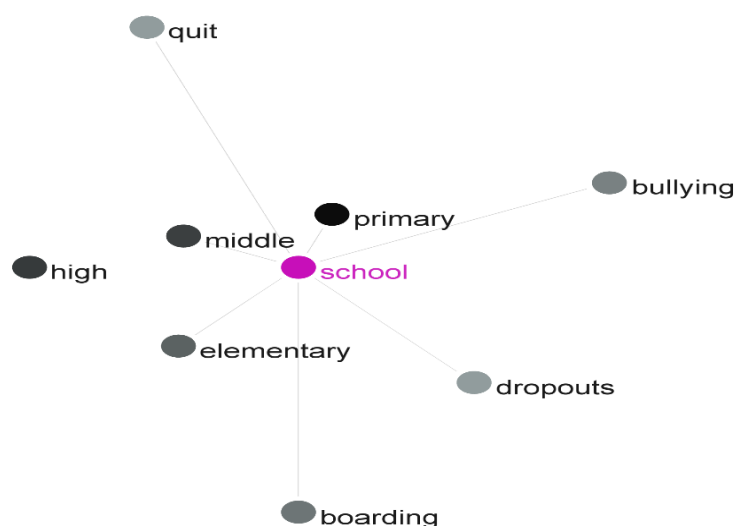 quit
bullying
primary
middle
high
school
elementary
dropouts
boarding